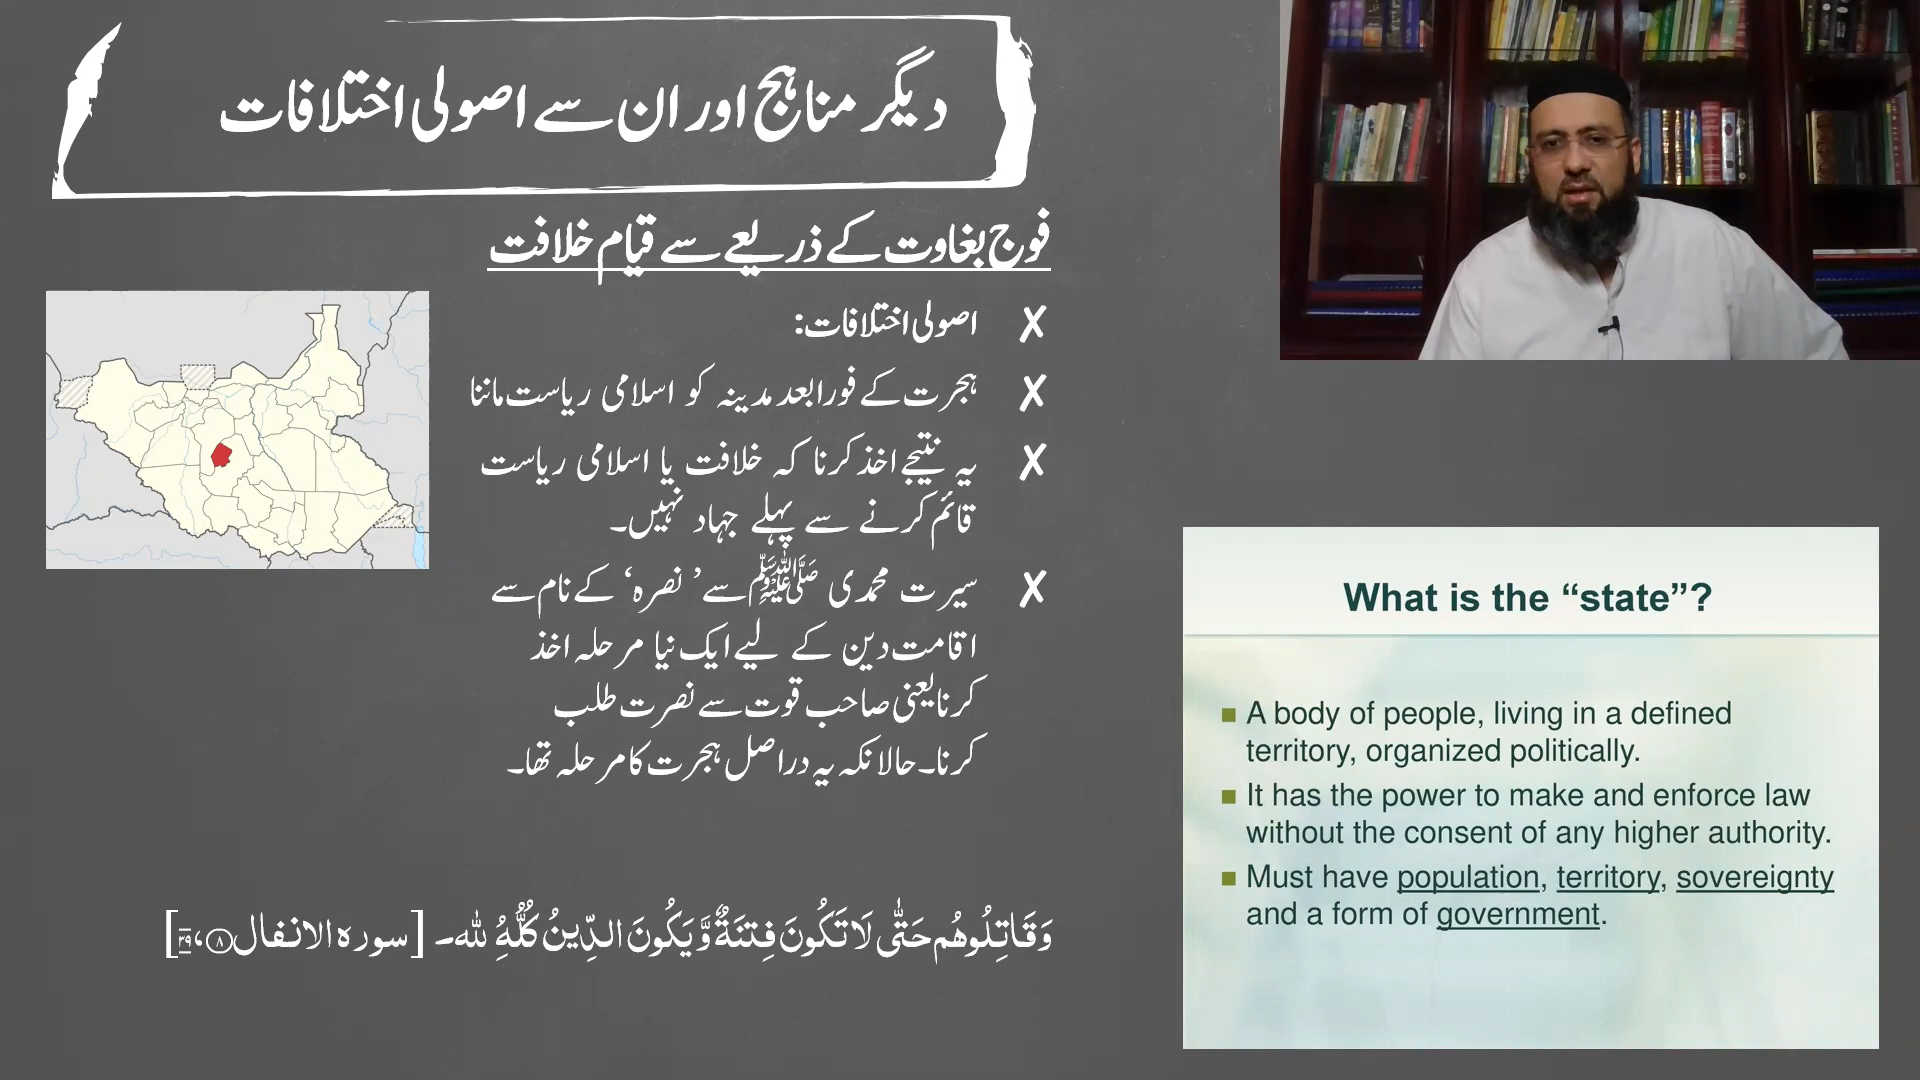 دیگر مناہج اور ان سے اصولی اختلافات
فوجی بغاوت کے ذریعے سے قیام خلافت
X اصولی اختلافات:
X ہجرت کے فورا بعد مدینہ کو اسلامی ریاست ماننا
X یہ نتیجے اخذ کرنا کہ خلافت یا اسلامی ریاست
قائم کرنے سے پہلے جہاد نہیں۔
X سیرت محمدی ﷺ سے ’نصرہ‘ کے نام سے
اقامت دین کے لیے ایک نیا مرحلہ اخذ
کرنا یعنی صاحب قوت سے نصرت طلب
کرنا۔ حالانکہ یہ دراصل ہجرت کا مرحلہ تھا۔
وَقَاتِلُوهُم حَتّٰى لَا تَكُونَ فِتنَةٌ وَّيَكُونَ الدِّينُ كُلُّهُ لِلهِ۔ [سورہ الانفال ۸، ۳۹]
What is the “state”?
■ A body of people, living in a defined
territory, organized politically.
■ It has the power to make and enforce law
without the consent of any higher authority.
■ Must have population, territory, sovereignty
and a form of government.